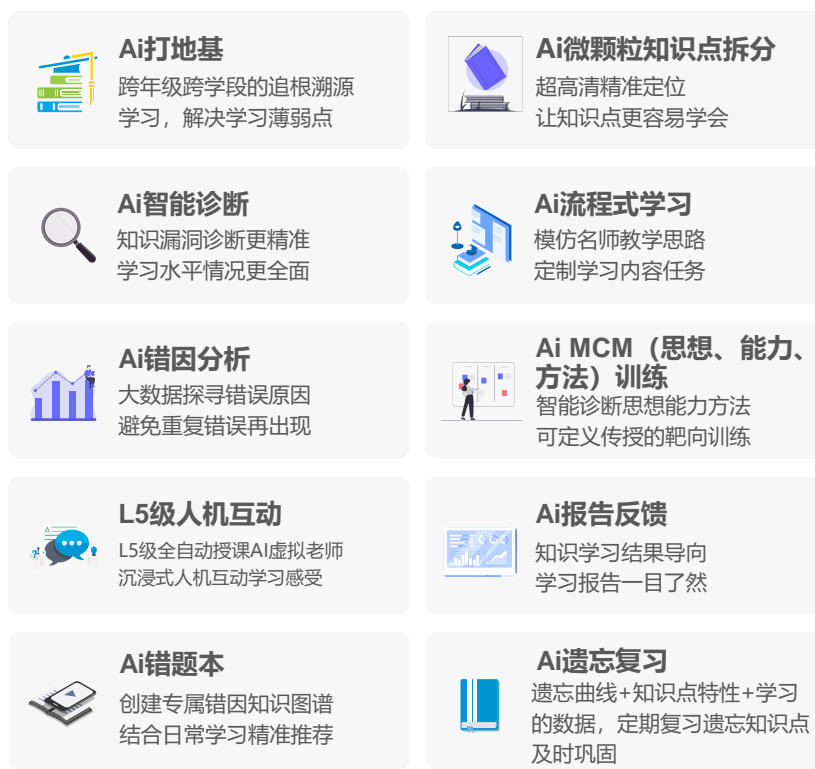 Ai打地基
跨年级跨学段的追根溯源
学习，解决学习薄弱点
Ai微颗粒知识点拆分
超高清精准定位
让知识点更容易学会
Ai智能诊断
知识漏洞诊断更精准
学习水平情况更全面
Ai流程式学习
模仿名师教学思路
定制学习内容任务
Ai错因分析
大数据探寻错误原因
避免重复错误再出现
Ai MCM（思想、能力、
方法）训练
智能诊断思想能力方法
可定义传授的靶向训练
L5级人机互动
L5级全自动授课AI虚拟老师
沉浸式人机互动学习感受
Ai报告反馈
知识学习结果导向
学习报告一目了然
Ai错题本
创建专属错因知识图谱
结合日常学习精准推荐
Ai遗忘复习
遗忘曲线+知识点特性+学习
的数据，定期复习遗忘知识点
及时巩固